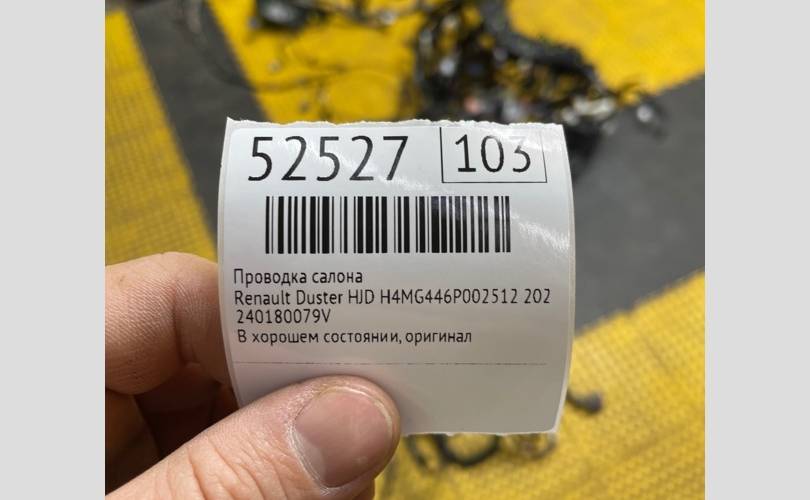 52527 103
Проводка салона
Renault Duster HJD H4MG446P002512 202
240180079V
В хорошем состоянии, оригинал